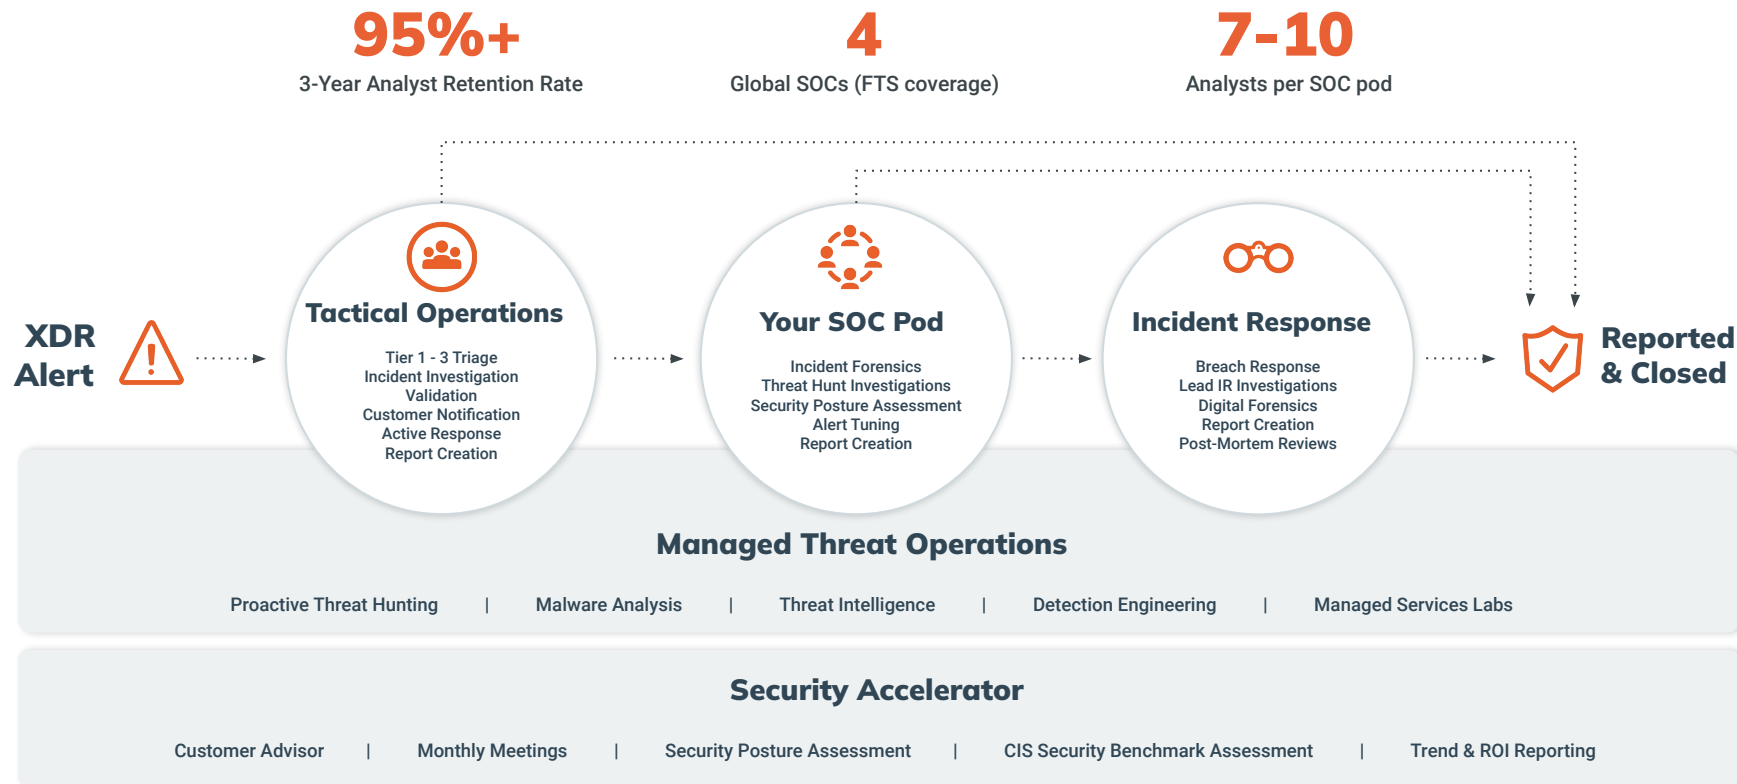 95%+
3-Year Analyst Retention Rate
4
Global SOCs (FTS coverage)
7-10
Analysts per SOC pod
XDR
Alert
Tactical Operations
Tier 1 - 3 Triage
Incident Investigation
Validation
Customer Notification
Active Response
Report Creation
Your SOC Pod
Incident Forensics
Threat Hunt Investigations
Security Posture Assessment
Alert Tuning
Report Creation
Incident Response
Breach Response
Lead IR Investigations
Digital Forensics
Report Creation
Post-Mortem Reviews
Reported
& Closed
Managed Threat Operations
Proactive Threat Hunting | Malware Analysis | Threat Intelligence | Detection Engineering | Managed Services Labs
Security Accelerator
Customer Advisor | Monthly Meetings | Security Posture Assessment | CIS Security Benchmark Assessment | Trend & ROI Reporting